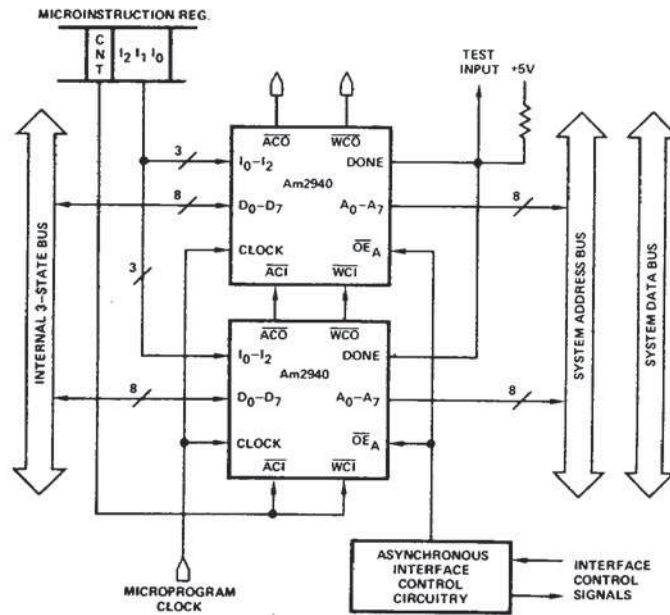 MICROINSTRUCTION REG.
CNT
I2 I1 I0
TEST
INPUT
+5V
ACO
WCO
3
I0-I2
DONE
Am2940
8
D0-D7
A0-A7
8
CLOCK
OEA
ACI
WCI
3
ACO
WCO
I0-I2
DONE
Am2940
8
D0-D7
A0-A7
8
CLOCK
OEA
ACI
WCI
INTERNAL 3-STATE BUS
SYSTEM ADDRESS BUS
SYSTEM DATA BUS
MICROPROGRAM
CLOCK
ASYNCHRONOUS
INTERFACE
CONTROL
CIRCUITRY
INTERFACE
CONTROL
SIGNALS